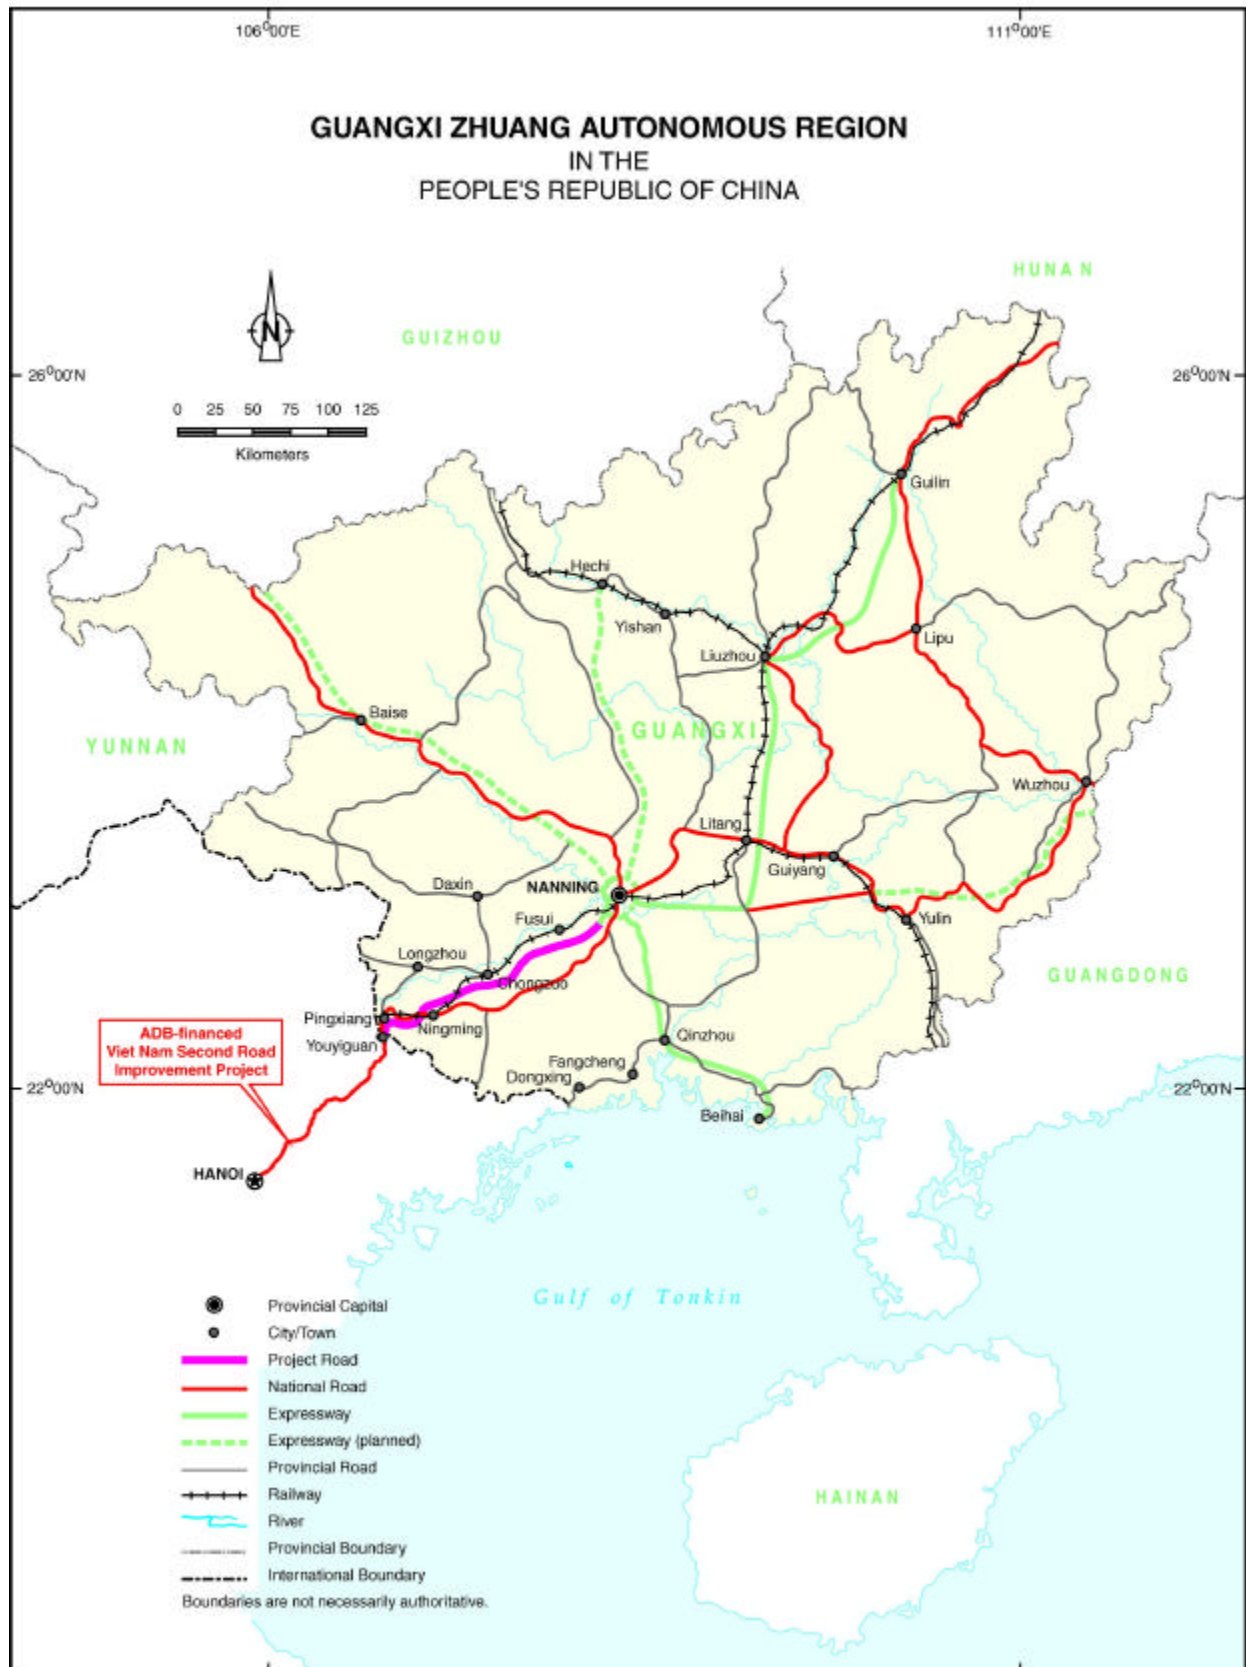 106°00'E
111°00'E
GUANGXI ZHUANG AUTONOMOUS REGION
IN THE
PEOPLE'S REPUBLIC OF CHINA
HUNAN
N
GUIZHOU
26°00'N
26°00'N
0 25 50 75 100 125
Kilometers
Guilin
Hechi
Yishan
Lipu
Liuzhou
Baise
GUANGXI
YUNNAN
Wuzhou
Litang
Guiyang
Daxin
NANNING
Fusui
Yulin
Longzhou
Chongzuo
GUANGDONG
Pingxiang
Ningming
Youyiguan
Qinzhou
ADB-financed
Viet Nam Second Road
Improvement Project
Fangcheng
Dongxing
22°00'N
22°00'N
Beihai
HANOI
Gulf of Tonkin
Provincial Capital
City/Town
Project Road
National Road
Expressway
Expressway (planned)
Provincial Road
Railway
HAINAN
River
Provincial Boundary
International Boundary
Boundaries are not necessarily authoritative.